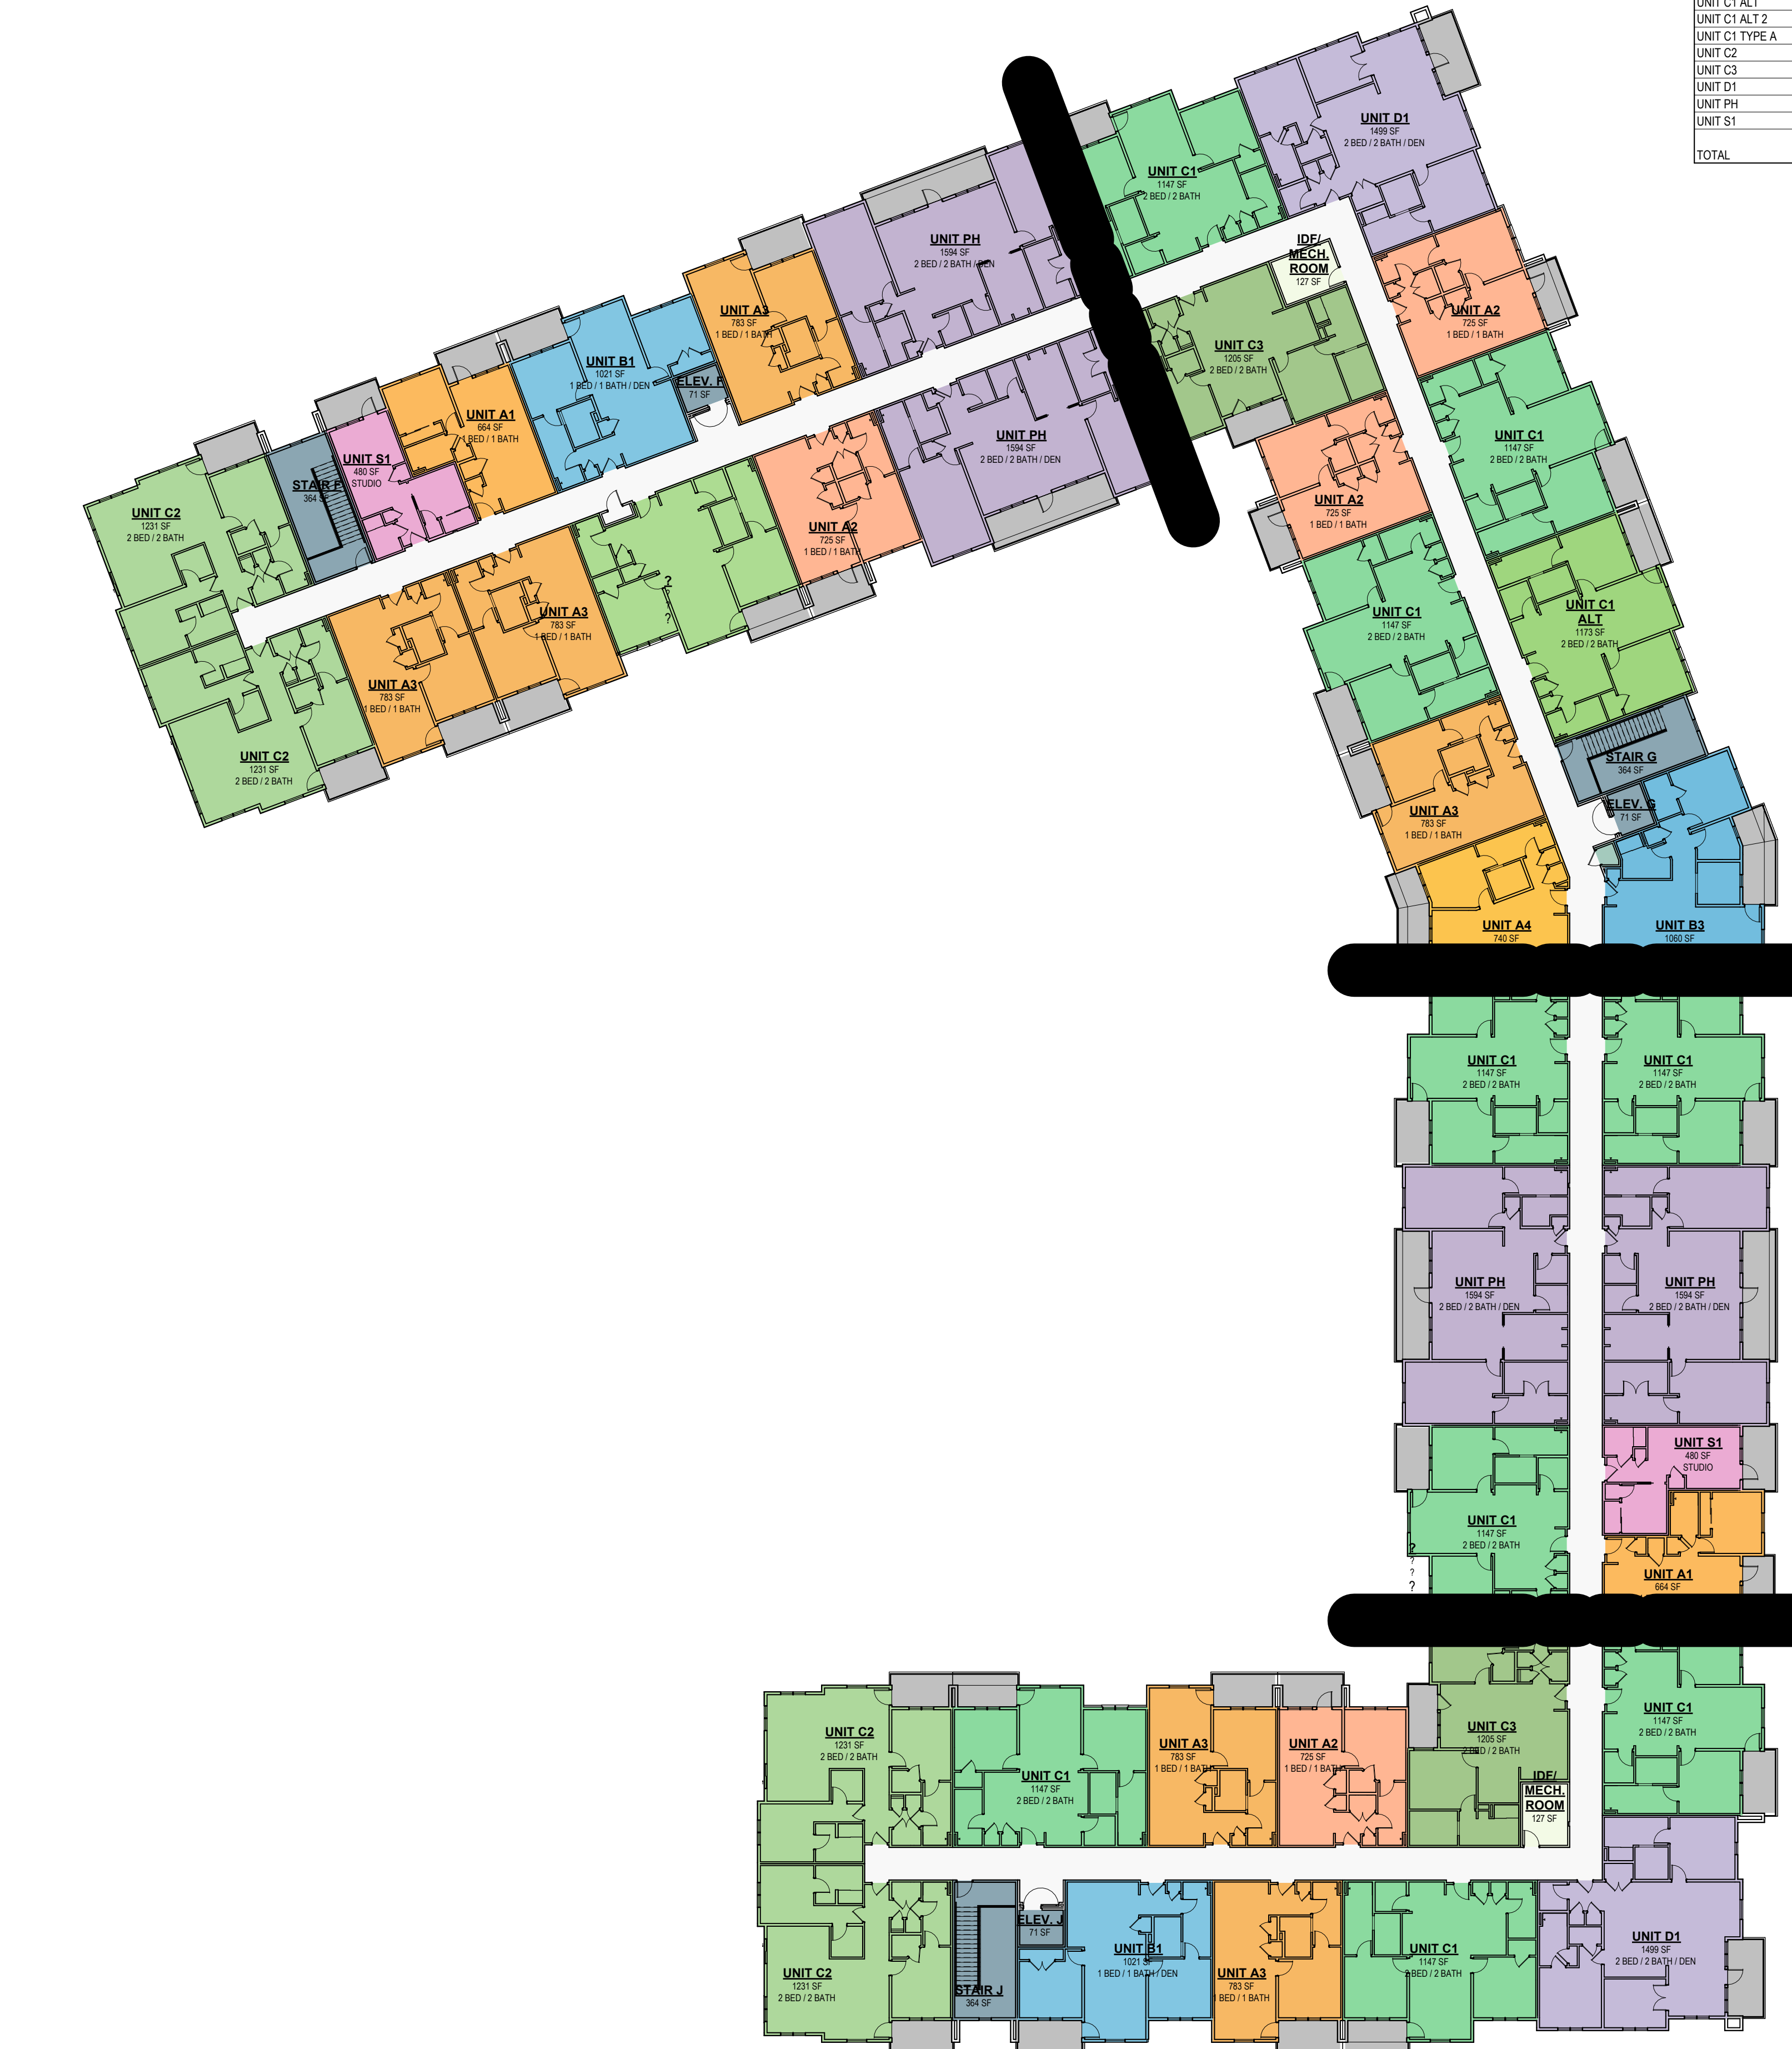 UNIT C1 ALT
UNIT C1 ALT 2
UNIT C1 TYPE A
UNIT C2
UNIT C3
UNIT D1
UNIT PH
UNIT S1
TOTAL
UNIT D1
1499 SF
2 BED / 2 BATH / DEN
UNIT C1
1147 SF
2 BED / 2 BATH
UNIT PH
1594 SF
2 BED / 2 BATH / DEN
IDF/
MECH.
ROOM
127 SF
UNIT A3
783 SF
1 BED / 1 BATH
UNIT A2
725 SF
1 BED / 1 BATH
UNIT C3
1205 SF
2 BED / 2 BATH
UNIT B1
1021 SF
1 BED / 1 BATH / DEN
ELEV. F
71 SF
UNIT A1
664 SF
1 BED / 1 BATH
UNIT PH
1594 SF
2 BED / 2 BATH / DEN
UNIT C1
1147 SF
2 BED / 2 BATH
UNIT S1
480 SF
STUDIO
STAIR F
364 SF
UNIT C2
1231 SF
2 BED / 2 BATH
UNIT A2
725 SF
1 BED / 1 BATH
UNIT A2
725 SF
1 BED / 1 BATH
?
?
?
UNIT A3
783 SF
1 BED / 1 BATH
UNIT C1
1147 SF
2 BED / 2 BATH
UNIT C1
ALT
1173 SF
2 BED / 2 BATH
UNIT A3
783 SF
1 BED / 1 BATH
UNIT C2
1231 SF
2 BED / 2 BATH
STAIR G
364 SF
ELEV. G
71 SF
UNIT A3
783 SF
1 BED / 1 BATH
UNIT A4
740 SF
UNIT B3
1060 SF
UNIT C1
1147 SF
2 BED / 2 BATH
UNIT C1
1147 SF
2 BED / 2 BATH
UNIT PH
1594 SF
2 BED / 2 BATH / DEN
UNIT PH
1594 SF
2 BED / 2 BATH / DEN
UNIT S1
480 SF
STUDIO
UNIT C1
1147 SF
2 BED / 2 BATH
?
?
?
UNIT A1
664 SF
UNIT C2
1231 SF
2 BED / 2 BATH
UNIT C1
1147 SF
2 BED / 2 BATH
UNIT A3
783 SF
1 BED / 1 BATH
UNIT A2
725 SF
1 BED / 1 BATH
UNIT C3
1205 SF
2 BED / 2 BATH
UNIT C1
1147 SF
2 BED / 2 BATH
IDF/
MECH.
ROOM
127 SF
UNIT C2
1231 SF
2 BED / 2 BATH
STAIR J
364 SF
ELEV. J
71 SF
UNIT B1
1021 SF
1 BED / 1 BATH / DEN
UNIT A3
783 SF
1 BED / 1 BATH
UNIT C1
1147 SF
2 BED / 2 BATH
UNIT D1
1499 SF
2 BED / 2 BATH / DEN